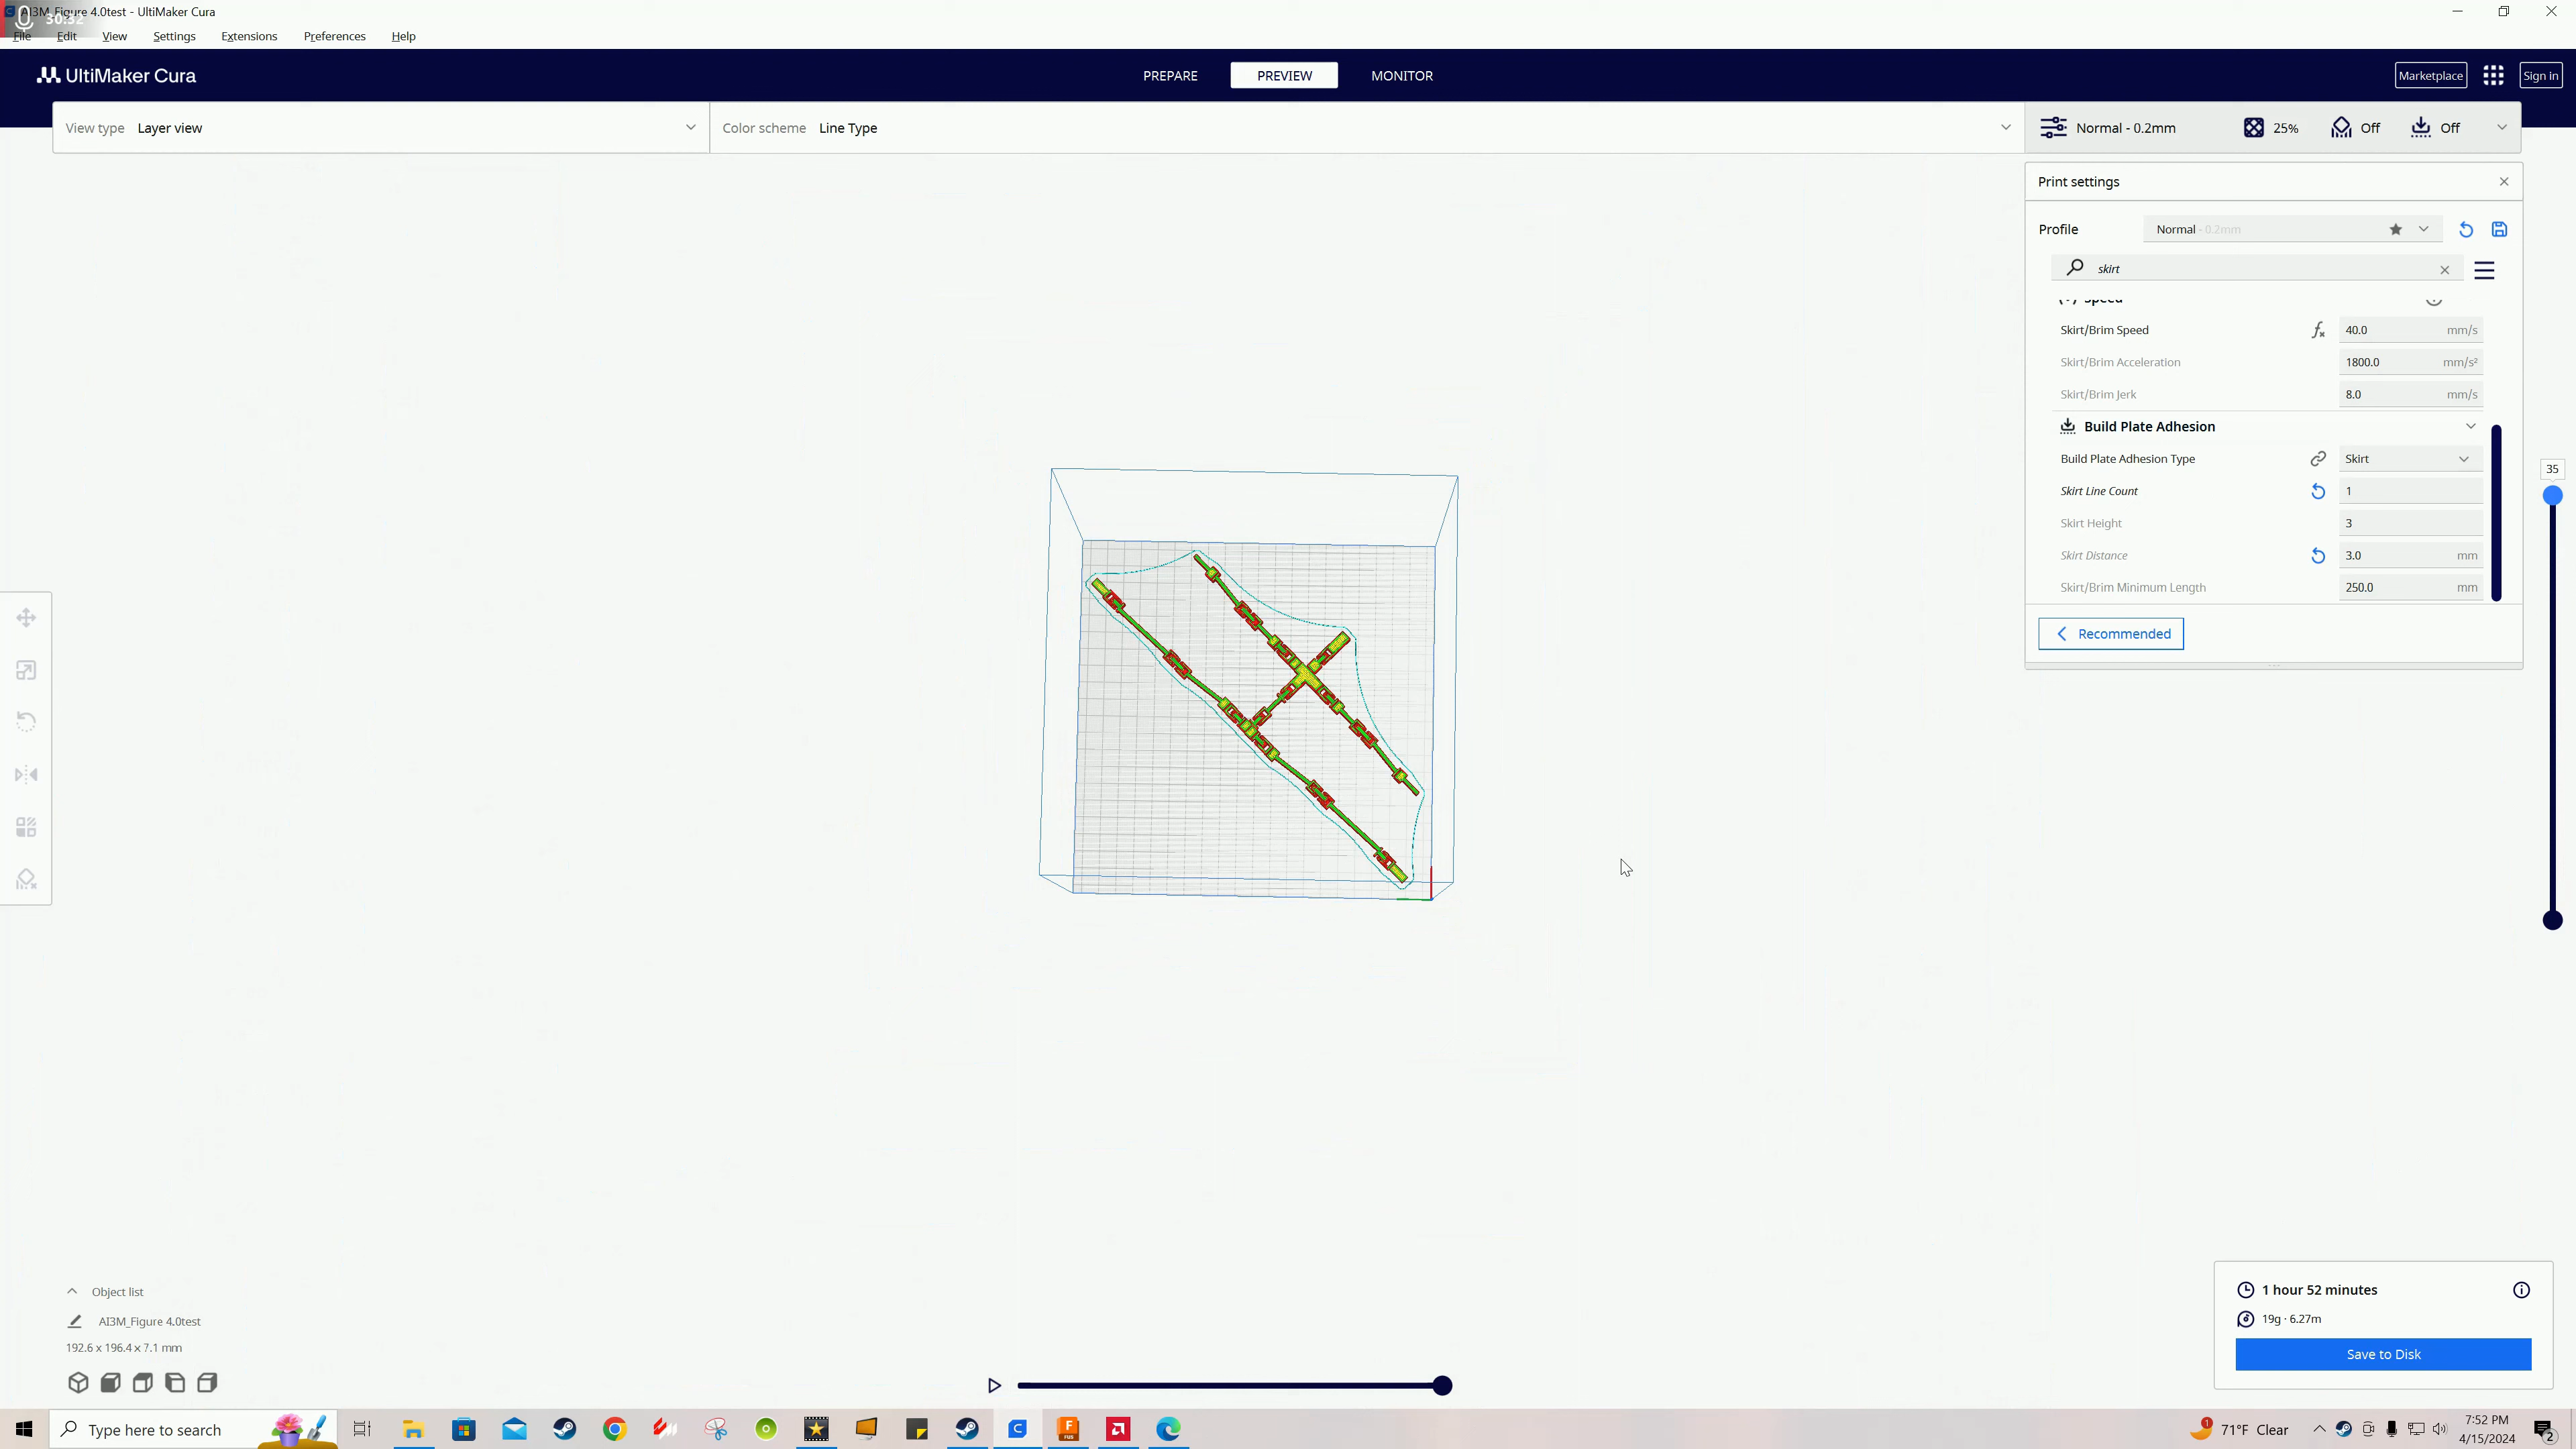 30:32
AI3M_Figure 4.0test - UltiMaker Cura
File Edit View Settings Extensions Preferences Help
UltiMaker Cura
PREPARE PREVIEW MONITOR
Marketplace Sign in
View type Layer view
Color scheme Line Type
Normal - 0.2mm 25% Off Off
Print settings
Profile Normal - 0.2mm
skirt
Speed
Skirt/Brim Speed 40.0 mm/s
Skirt/Brim Acceleration 1800.0 mm/s²
Skirt/Brim Jerk 8.0 mm/s
Build Plate Adhesion
Build Plate Adhesion Type Skirt
Skirt Line Count 1
Skirt Height 3
Skirt Distance 3.0 mm
Skirt/Brim Minimum Length 250.0 mm
Recommended
35
Object list
AI3M_Figure 4.0test
192.6 x 196.4 x 7.1 mm
1 hour 52 minutes
19g · 6.27m
Save to Disk
Type here to search
F
FUS
C
1
71°F Clear
7:52 PM
4/15/2024
2